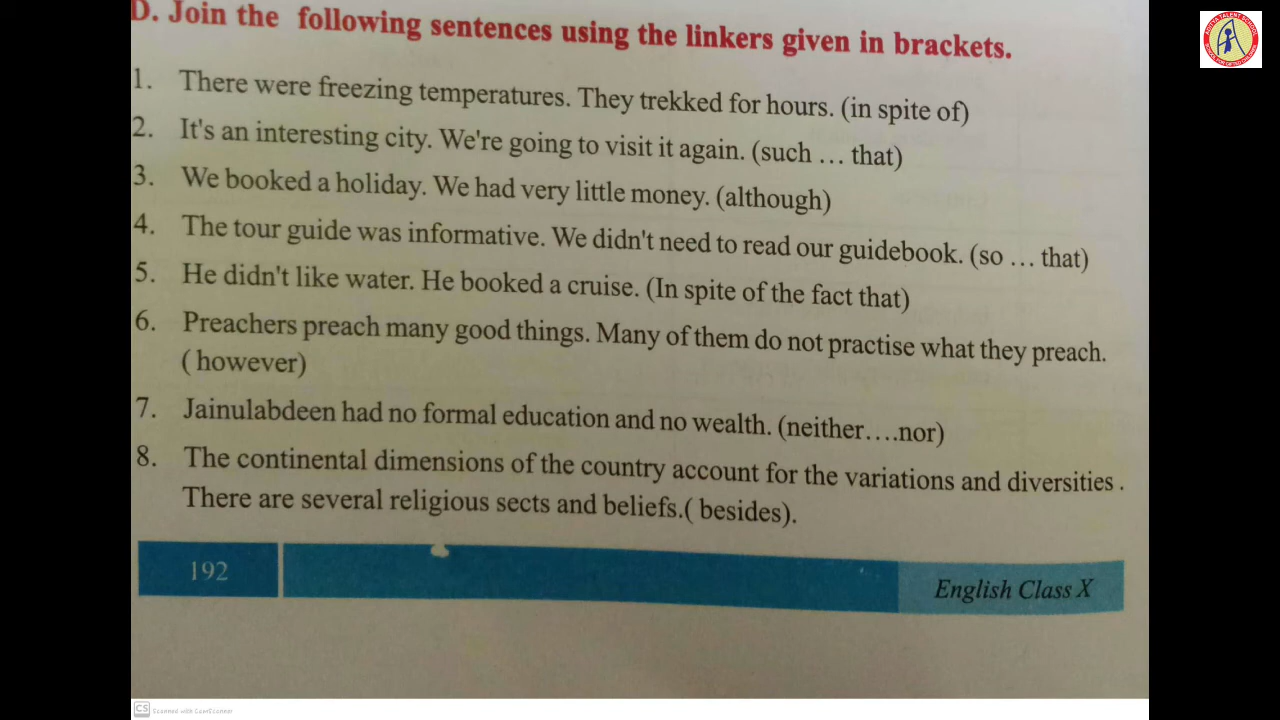 D. Join the following sentences using the linkers given in brackets.
1. There were freezing temperatures. They trekked for hours. (in spite of)
2. It's an interesting city. We're going to visit it again. (such … that)
3. We booked a holiday. We had very little money. (although)
4. The tour guide was informative. We didn't need to read our guidebook. (so … that)
5. He didn't like water. He booked a cruise. (In spite of the fact that)
6. Preachers preach many good things. Many of them do not practise what they preach.
( however)
7. Jainulabdeen had no formal education and no wealth. (neither….nor)
8. The continental dimensions of the country account for the variations and diversities .
There are several religious sects and beliefs.( besides).
192
English Class X
CS Scanned with CamScanner